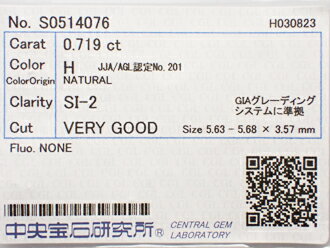 No. S0514076 H030823
Carat 0.719 ct
Color H JJA/AGL認定No. 201
ColorOrigin NATURAL
Clarity SI-2 GIAグレーディング
システムに準拠
Cut VERY GOOD Size 5.63 - 5.68 × 3.57 mm
Fluo. NONE
中央宝石研究所® CENTRAL GEM
LABORATORY